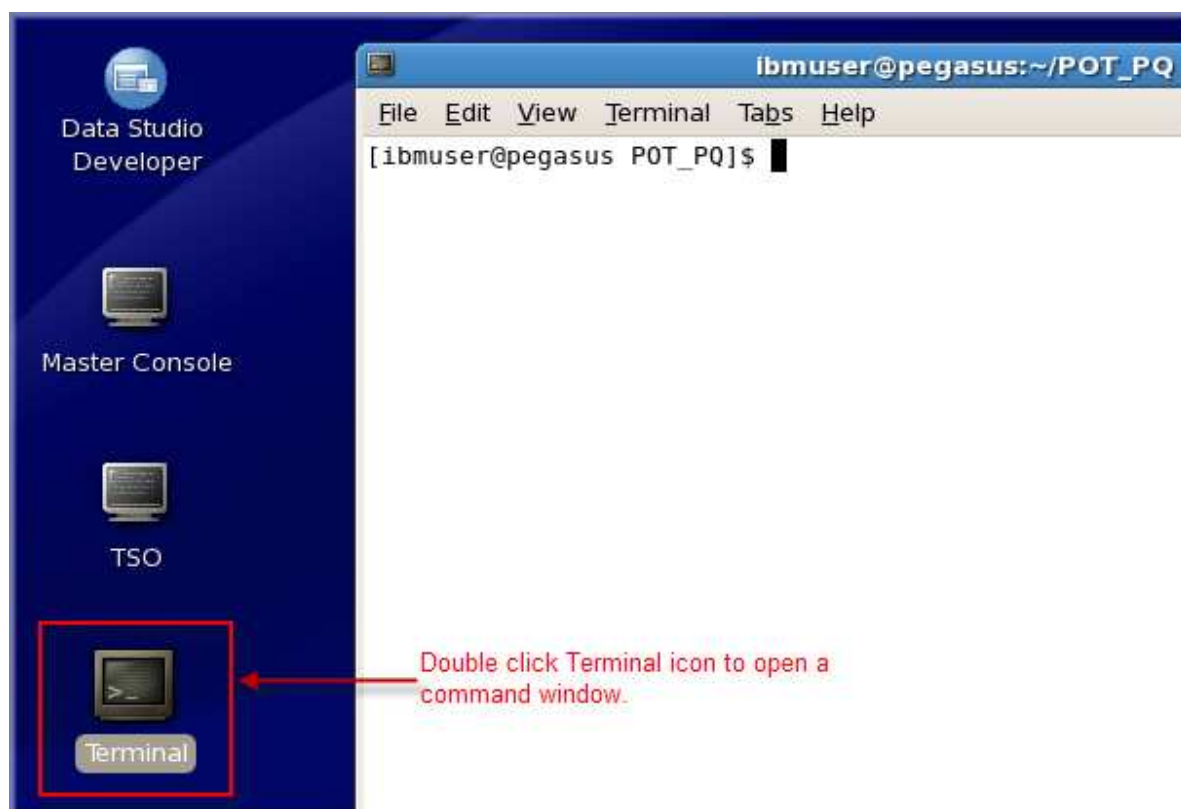 Data Studio
Developer
Master Console
TSO
Terminal
ibmuser@pegasus:~/POT_PQ
File Edit View Terminal Tabs Help
[ibmuser@pegasus POT_PQ]$
Double click Terminal icon to open a
command window.